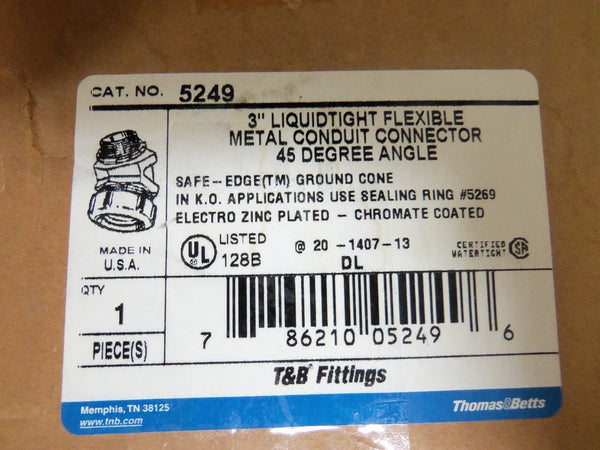 CAT. NO. 5249
3" LIQUIDTIGHT FLEXIBLE
METAL CONDUIT CONNECTOR
45 DEGREE ANGLE
SAFE-EDGE(TM) GROUND CONE
IN K.O. APPLICATIONS USE SEALING RING #5269
ELECTRO ZINC PLATED - CHROMATE COATED
MADE IN
U.S.A.
UL LISTED
128B
@ 20 -1407-13
DL
CERTIFIED
WATERTIGHT SA
QTY
1
PIECE(S)
7 86210 05249 6
T&B® Fittings
Memphis, TN 38125
www.tnb.com
Thomas&Betts